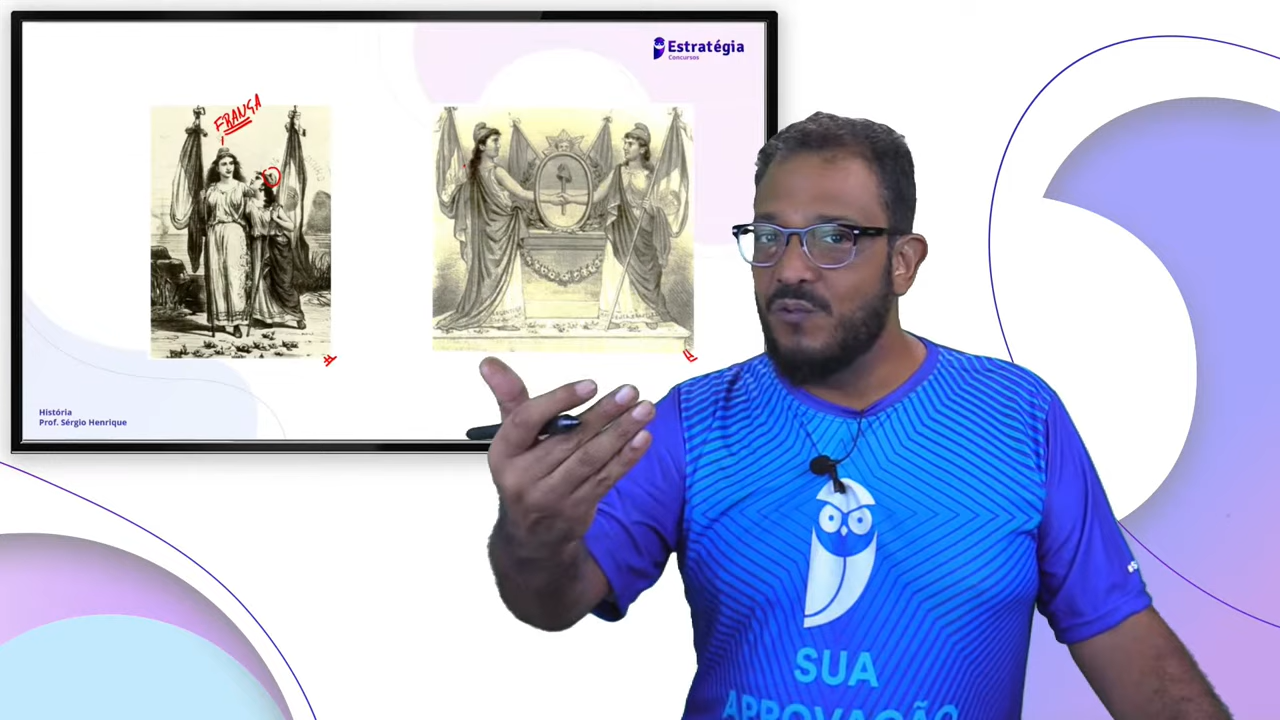 Estratégia
Concursos
FRANÇA
História
Prof. Sérgio Henrique
SUA
APROVAÇÃO